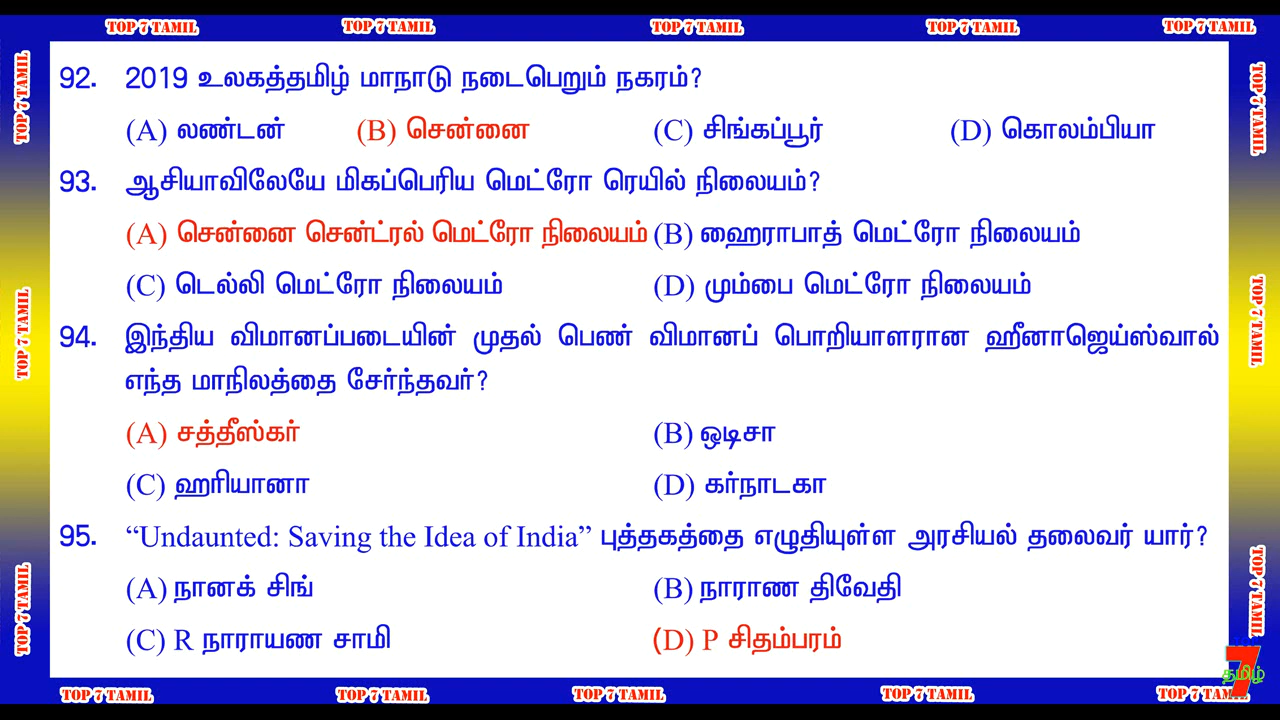 TOP 7 TAMIL TOP 7 TAMIL TOP 7 TAMIL TOP 7 TAMIL TOP 7 TAMIL
92. 2019 உலகத்தமிழ் மாநாடு நடைபெறும் நகரம்?
(A) லண்டன் (B) சென்னை (C) சிங்கப்பூர் (D) கொலம்பியா
93. ஆசியாவிலேயே மிகப்பெரிய மெட்ரோ ரெயில் நிலையம்?
(A) சென்னை சென்ட்ரல் மெட்ரோ நிலையம் (B) ஹைராபாத் மெட்ரோ நிலையம்
(C) டெல்லி மெட்ரோ நிலையம் (D) மும்பை மெட்ரோ நிலையம்
94. இந்திய விமானப்படையின் முதல் பெண் விமானப் பொறியாளரான ஹீனாஜெய்ஸ்வால்
எந்த மாநிலத்தை சேர்ந்தவர்?
(A) சத்தீஸ்கர் (B) ஒடிசா
(C) ஹரியானா (D) கர்நாடகா
95. “Undaunted: Saving the Idea of India” புத்தகத்தை எழுதியுள்ள அரசியல் தலைவர் யார்?
(A) நானக் சிங் (B) நாராண திவேதி
(C) R நாராயண சாமி (D) P சிதம்பரம்
TOP 7 TAMIL TOP 7 TAMIL TOP 7 TAMIL TOP 7 TAMIL TOP 7 TAMIL
TOP 7 TAMIL
TOP 7 TAMIL
TOP 7 TAMIL
TOP 7 TAMIL
TOP 7 TAMIL
TOP 7 TAMIL
7
தமிழ்